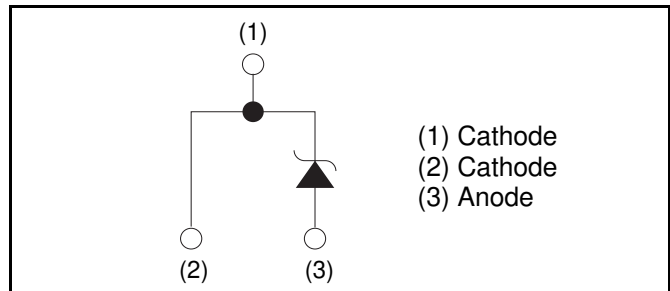 (1)
(1) Cathode
(2) Cathode
(3) Anode
(2) (3)